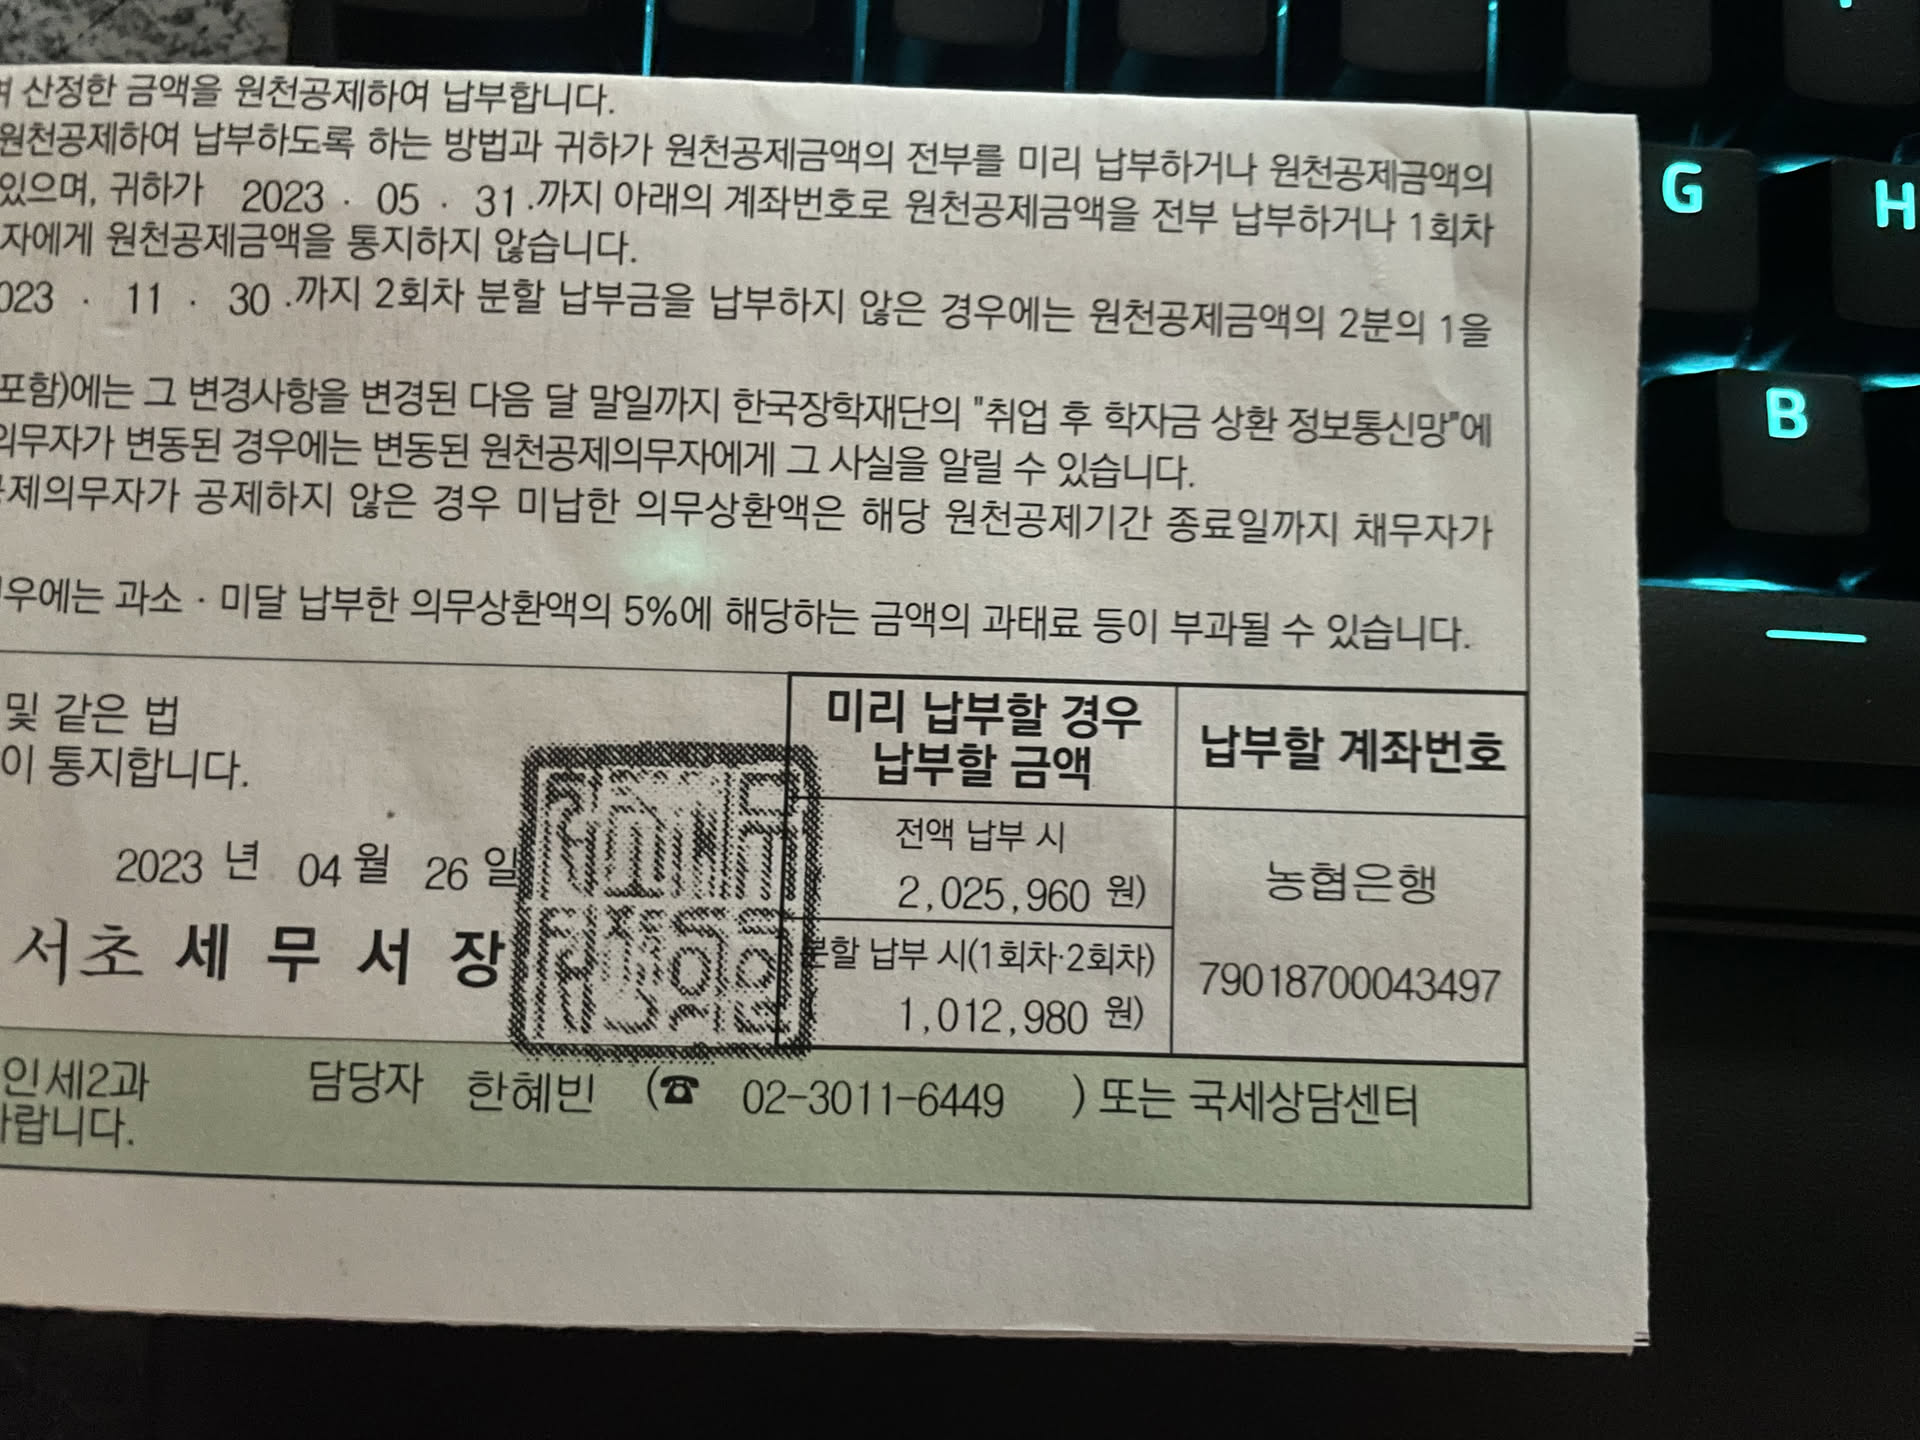 산정한 금액을 원천공제하여 납부합니다.
원천공제하여 납부하도록 하는 방법과 귀하가 원천공제금액의 전부를 미리 납부하거나 원천공제금액의
있으며, 귀하가 2023 . 05 . 31 .까지 아래의 계좌번호로 원천공제금액을 전부 납부하거나 1회차
자에게 원천공제금액을 통지하지 않습니다.
023 . 11 . 30 .까지 2회차 분할 납부금을 납부하지 않은 경우에는 원천공제금액의 2분의 1을
포함)에는 그 변경사항을 변경된 다음 달 말일까지 한국장학재단의 "취업 후 학자금 상환 정보통신망"에
의무자가 변동된 경우에는 변동된 원천공제의무자에게 그 사실을 알릴 수 있습니다.
제의무자가 공제하지 않은 경우 미납한 의무상환액은 해당 원천공제기간 종료일까지 채무자가
우에는 과소 · 미달 납부한 의무상환액의 5%에 해당하는 금액의 과태료 등이 부과될 수 있습니다.
및 같은 법
이 통지합니다.
2023 년 04 월 26 일
서초 세 무 서 장
미리 납부할 경우
납부할 금액
납부할 계좌번호
전액 납부 시
2,025,960 원)
분할 납부 시(1회차·2회차)
1,012,980 원)
농협은행
79018700043497
인세2과 담당자 한혜빈 (☎ 02-3011-6449 ) 또는 국세상담센터
바랍니다.
G
H
B